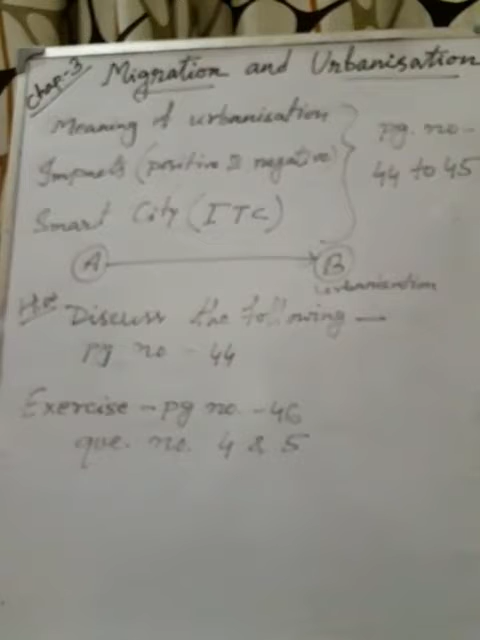 Chap-3
Migration and Urbanisation
Meaning of urbanisation
Impacts (positive & negative)
Smart City (ITC)
pg. no -
44 to 45
A
B
urbanisation
Discuss the following —
pg no - 44
Exercise - pg no. - 46
que. no. 4 & 5